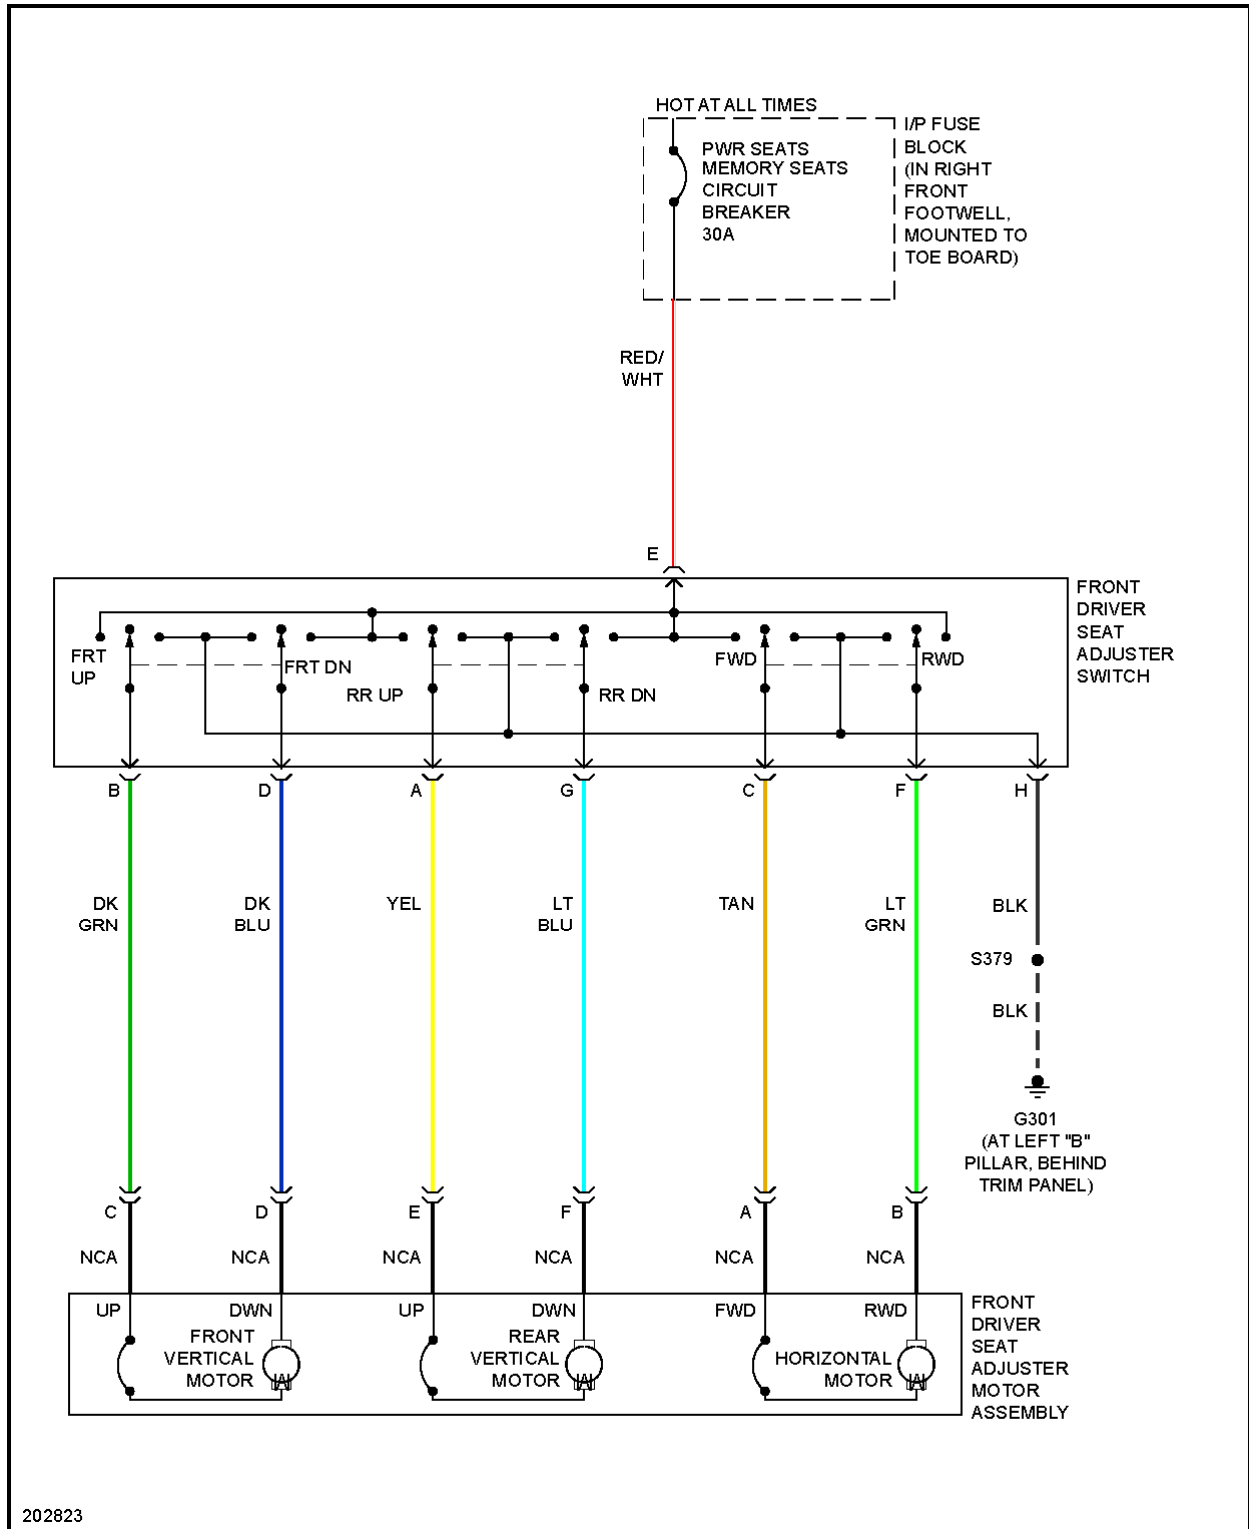 HOT AT ALL TIMES
PWR SEATS
MEMORY SEATS
CIRCUIT
BREAKER
30A
I/P FUSE
BLOCK
(IN RIGHT
FRONT
FOOTWELL,
MOUNTED TO
TOE BOARD)
RED/
WHT
E
FRONT
DRIVER
SEAT
ADJUSTER
SWITCH
FRT
UP
FRT DN
RR UP
RR DN
FWD
RWD
B
D
A
G
C
F
H
DK
GRN
DK
BLU
YEL
LT
BLU
TAN
LT
GRN
BLK
S379
BLK
G301
(AT LEFT "B"
PILLAR, BEHIND
TRIM PANEL)
C
D
E
F
A
B
NCA
NCA
NCA
NCA
NCA
NCA
UP
DWN
FRONT
VERTICAL
MOTOR
UP
DWN
REAR
VERTICAL
MOTOR
FWD
RWD
HORIZONTAL
MOTOR
FRONT
DRIVER
SEAT
ADJUSTER
MOTOR
ASSEMBLY
202823